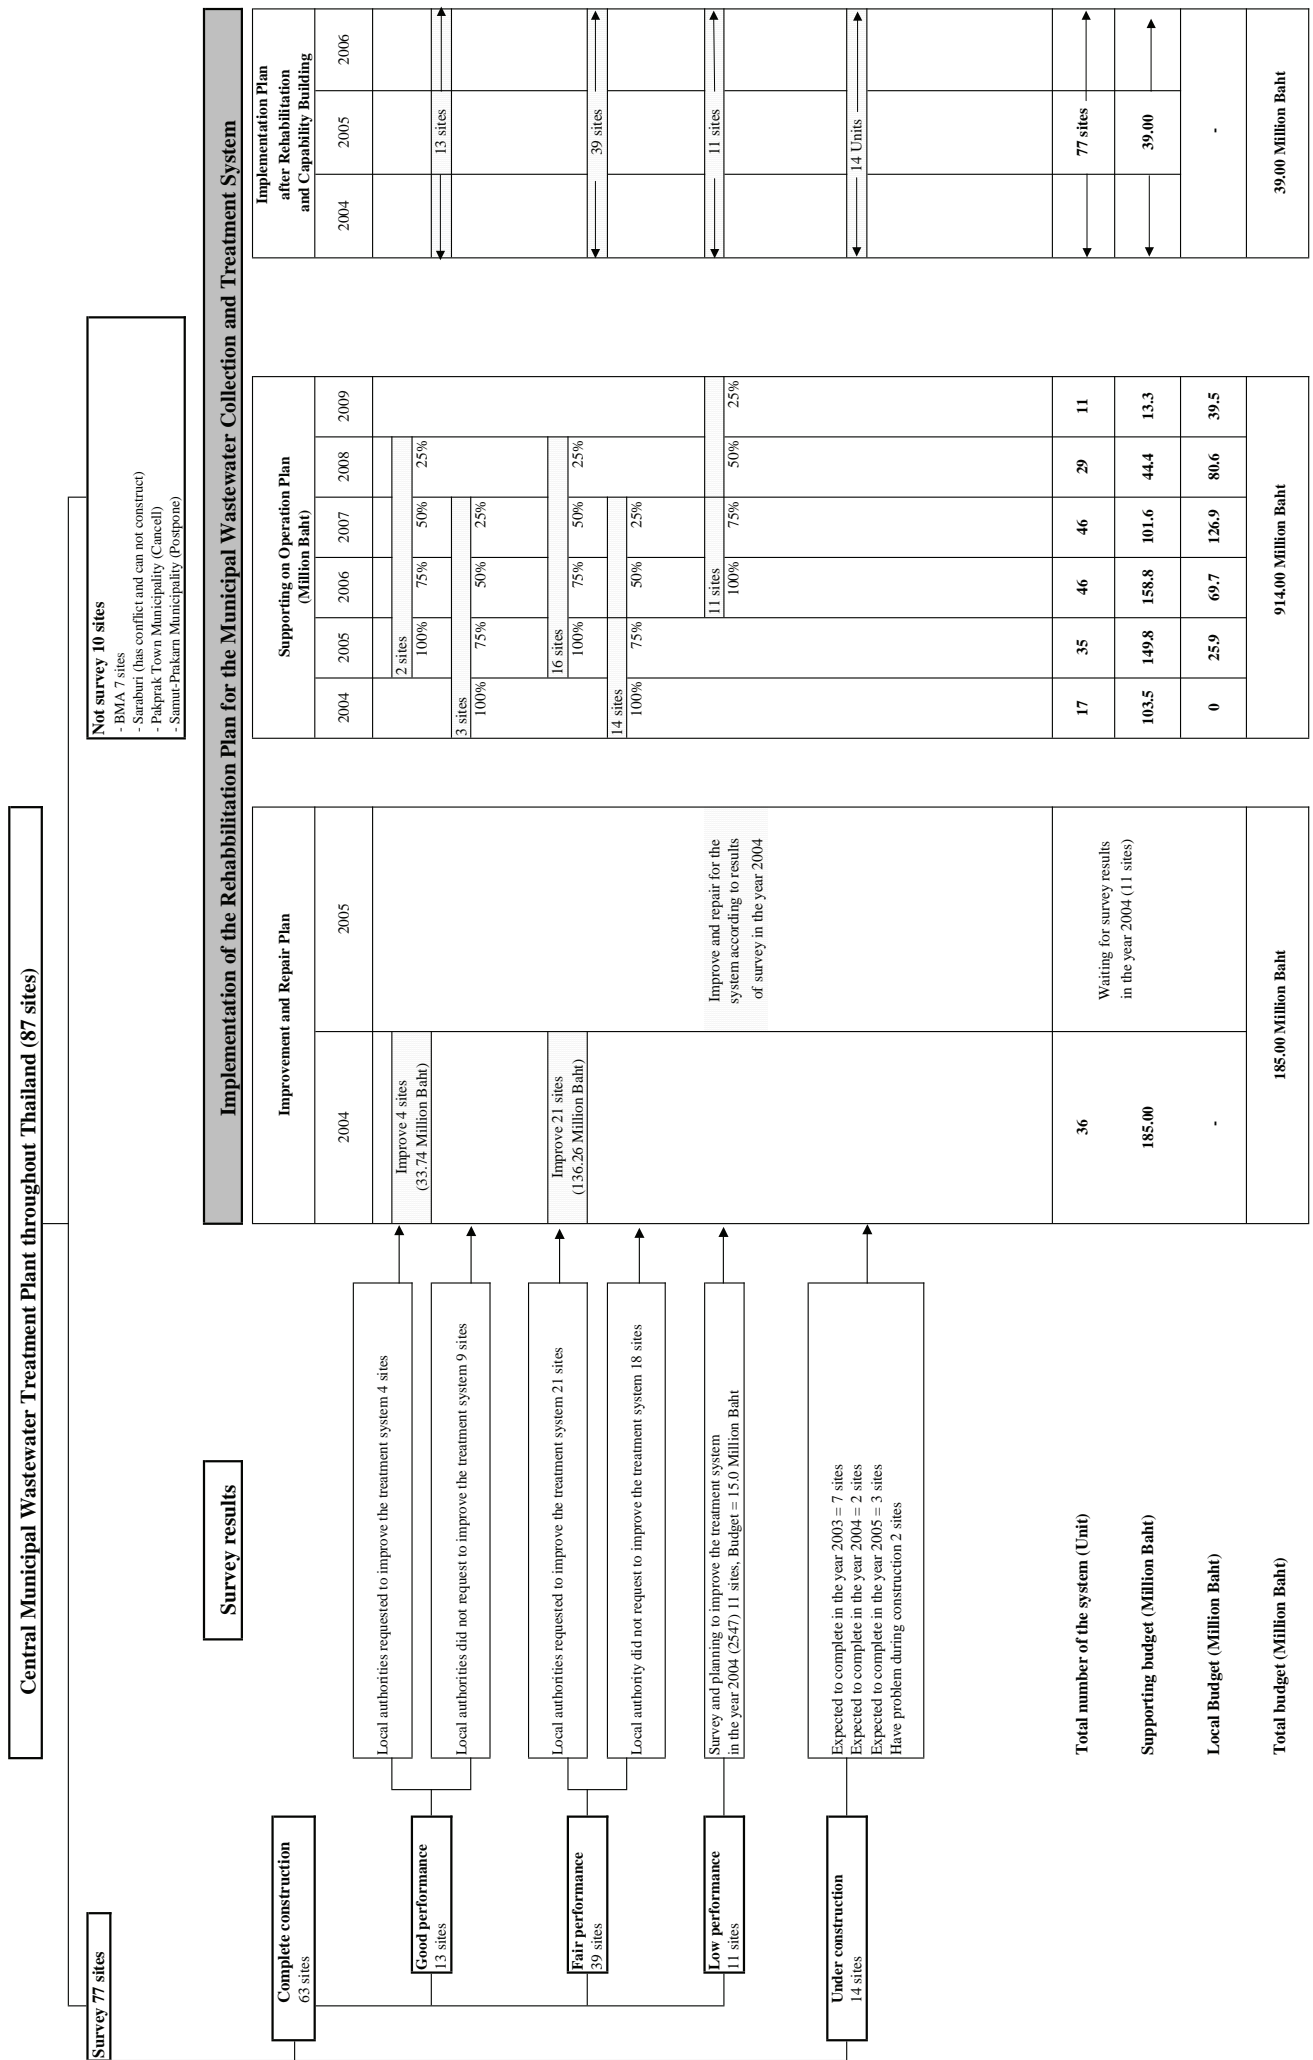 Central Municipal Wastewater Treatment Plant throughout Thailand (87 sites)
Survey 77 sites
Not survey 10 sites
- BMA 7 sites
- Saraburi (has conflict and can not construct)
- Pakprak Town Municipality (Cancell)
- Samut-Prakarn Municipality (Postpone)
Survey results
Implementation of the Rehabbilitation Plan for the Municipal Wastewater Collection and Treatment System
Complete construction
63 sites
Good performance
13 sites
Fair performance
39 sites
Low performance
11 sites
Under construction
14 sites
Local authorities requested to improve the treatment system 4 sites
Local authorities did not request to improve the treatment system 9 sites
Local authorities requested to improve the treatment system 21 sites
Local authority did not request to improve the treatment system 18 sites
Survey and planning to improve the treatment system
in the year 2004 (2547) 11 sites, Budget = 15.0 Million Baht
Expected to complete in the year 2003 = 7 sites
Expected to complete in the year 2004 = 2 sites
Expected to complete in the year 2005 = 3 sites
Have problem during construction 2 sites
Improvement and Repair Plan
2004 2005
Improve 4 sites
(33.74 Million Baht)
Improve 21 sites
(136.26 Million Baht)
Improve and repair for the
system according to results
of survey in the year 2004
Supporting on Operation Plan
(Million Baht)
2004 2005 2006 2007 2008 2009
2 sites
100% 75% 50% 25%
3 sites
100% 75% 50% 25%
16 sites
100% 75% 50% 25%
14 sites
100% 75% 50% 25%
11 sites
100% 75% 50% 25%
Implementation Plan
after Rehabilitation
and Capability Building
2004 2005 2006
13 sites
39 sites
11 sites
14 Units
Total number of the system (Unit)
36
Waiting for survey results
in the year 2004 (11 sites)
17 35 46 46 29 11
77 sites
Supporting budget (Million Baht)
185.00
103.5 149.8 158.8 101.6 44.4 13.3
39.00
Local Budget (Million Baht)
-
0 25.9 69.7 126.9 80.6 39.5
-
Total budget (Million Baht)
185.00 Million Baht
914.00 Million Baht
39.00 Million Baht